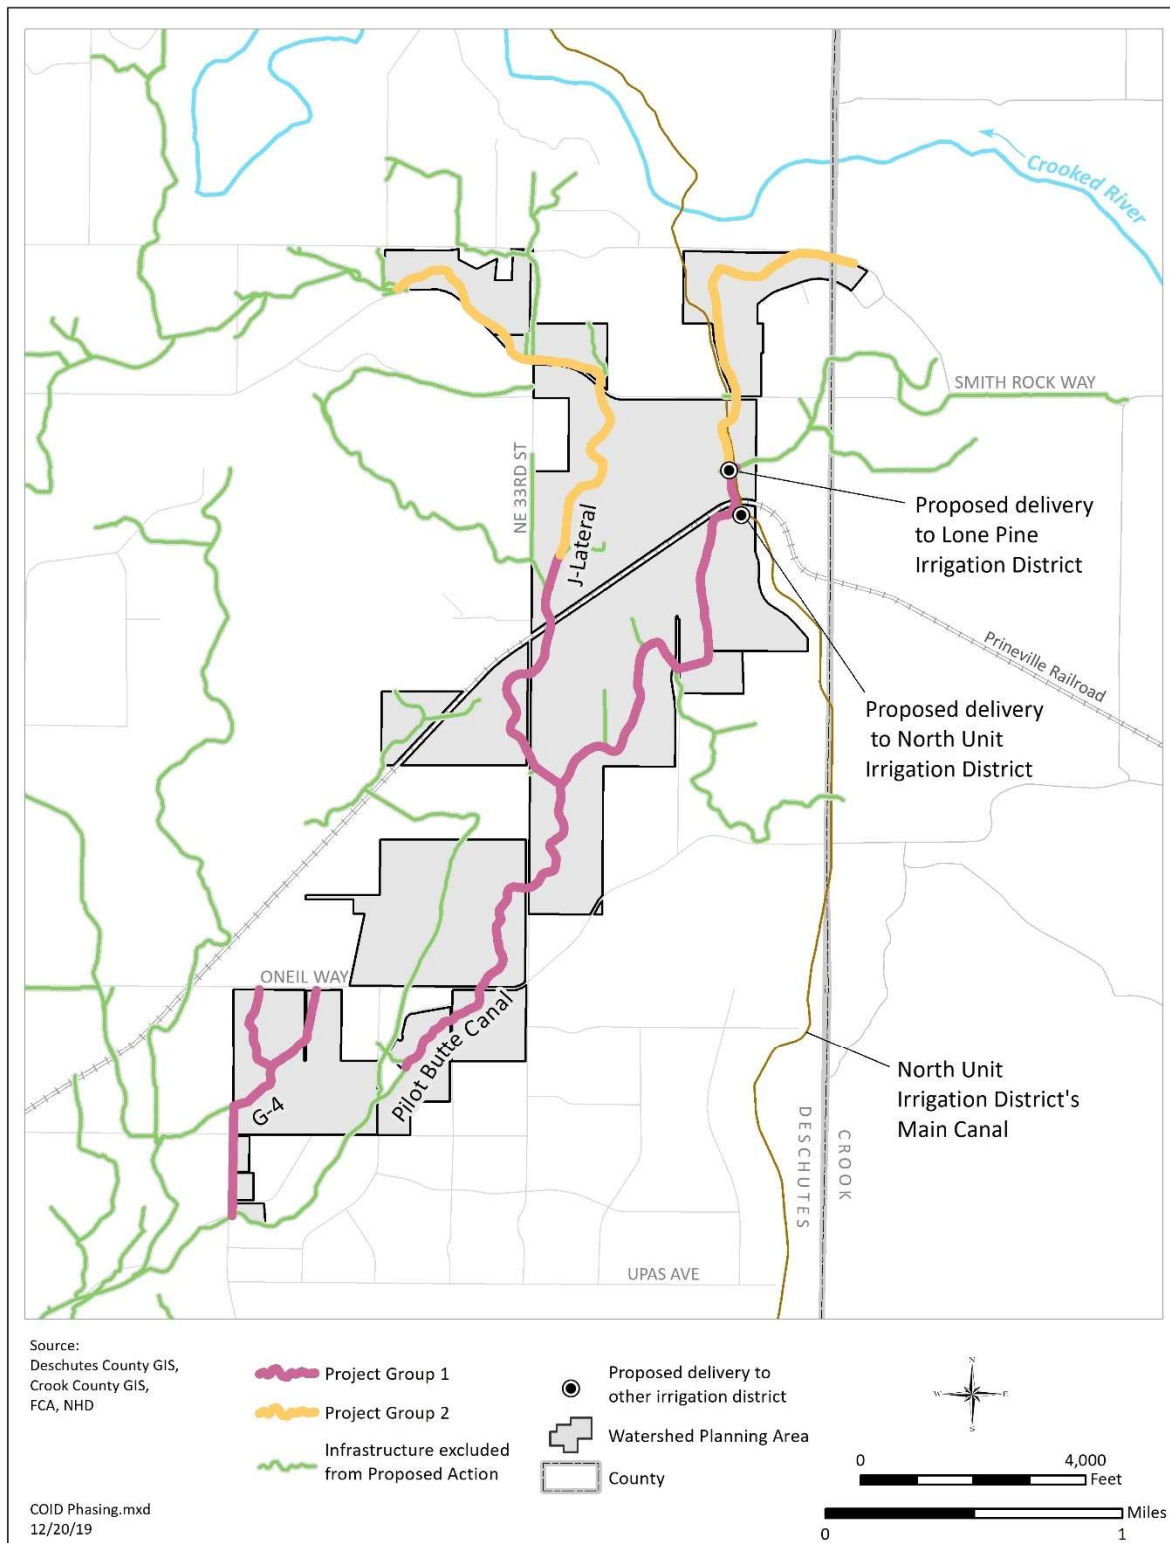 Crooked River
SMITH ROCK WAY
NE 33RD ST
J-Lateral
Proposed delivery
to Lone Pine
Irrigation District
Prineville Railroad
Proposed delivery
to North Unit
Irrigation District
ONEIL WAY
Pilot Butte Canal
G-4
North Unit
Irrigation District's
Main Canal
DESCHUTES
CROOK
UPAS AVE
Source:
Deschutes County GIS,
Crook County GIS,
FCA, NHD
COID Phasing.mxd
12/20/19
Project Group 1
Project Group 2
Infrastructure excluded
from Proposed Action
Proposed delivery to
other irrigation district
Watershed Planning Area
County
N
W
E
S
0 4,000
Feet
Miles
0 1